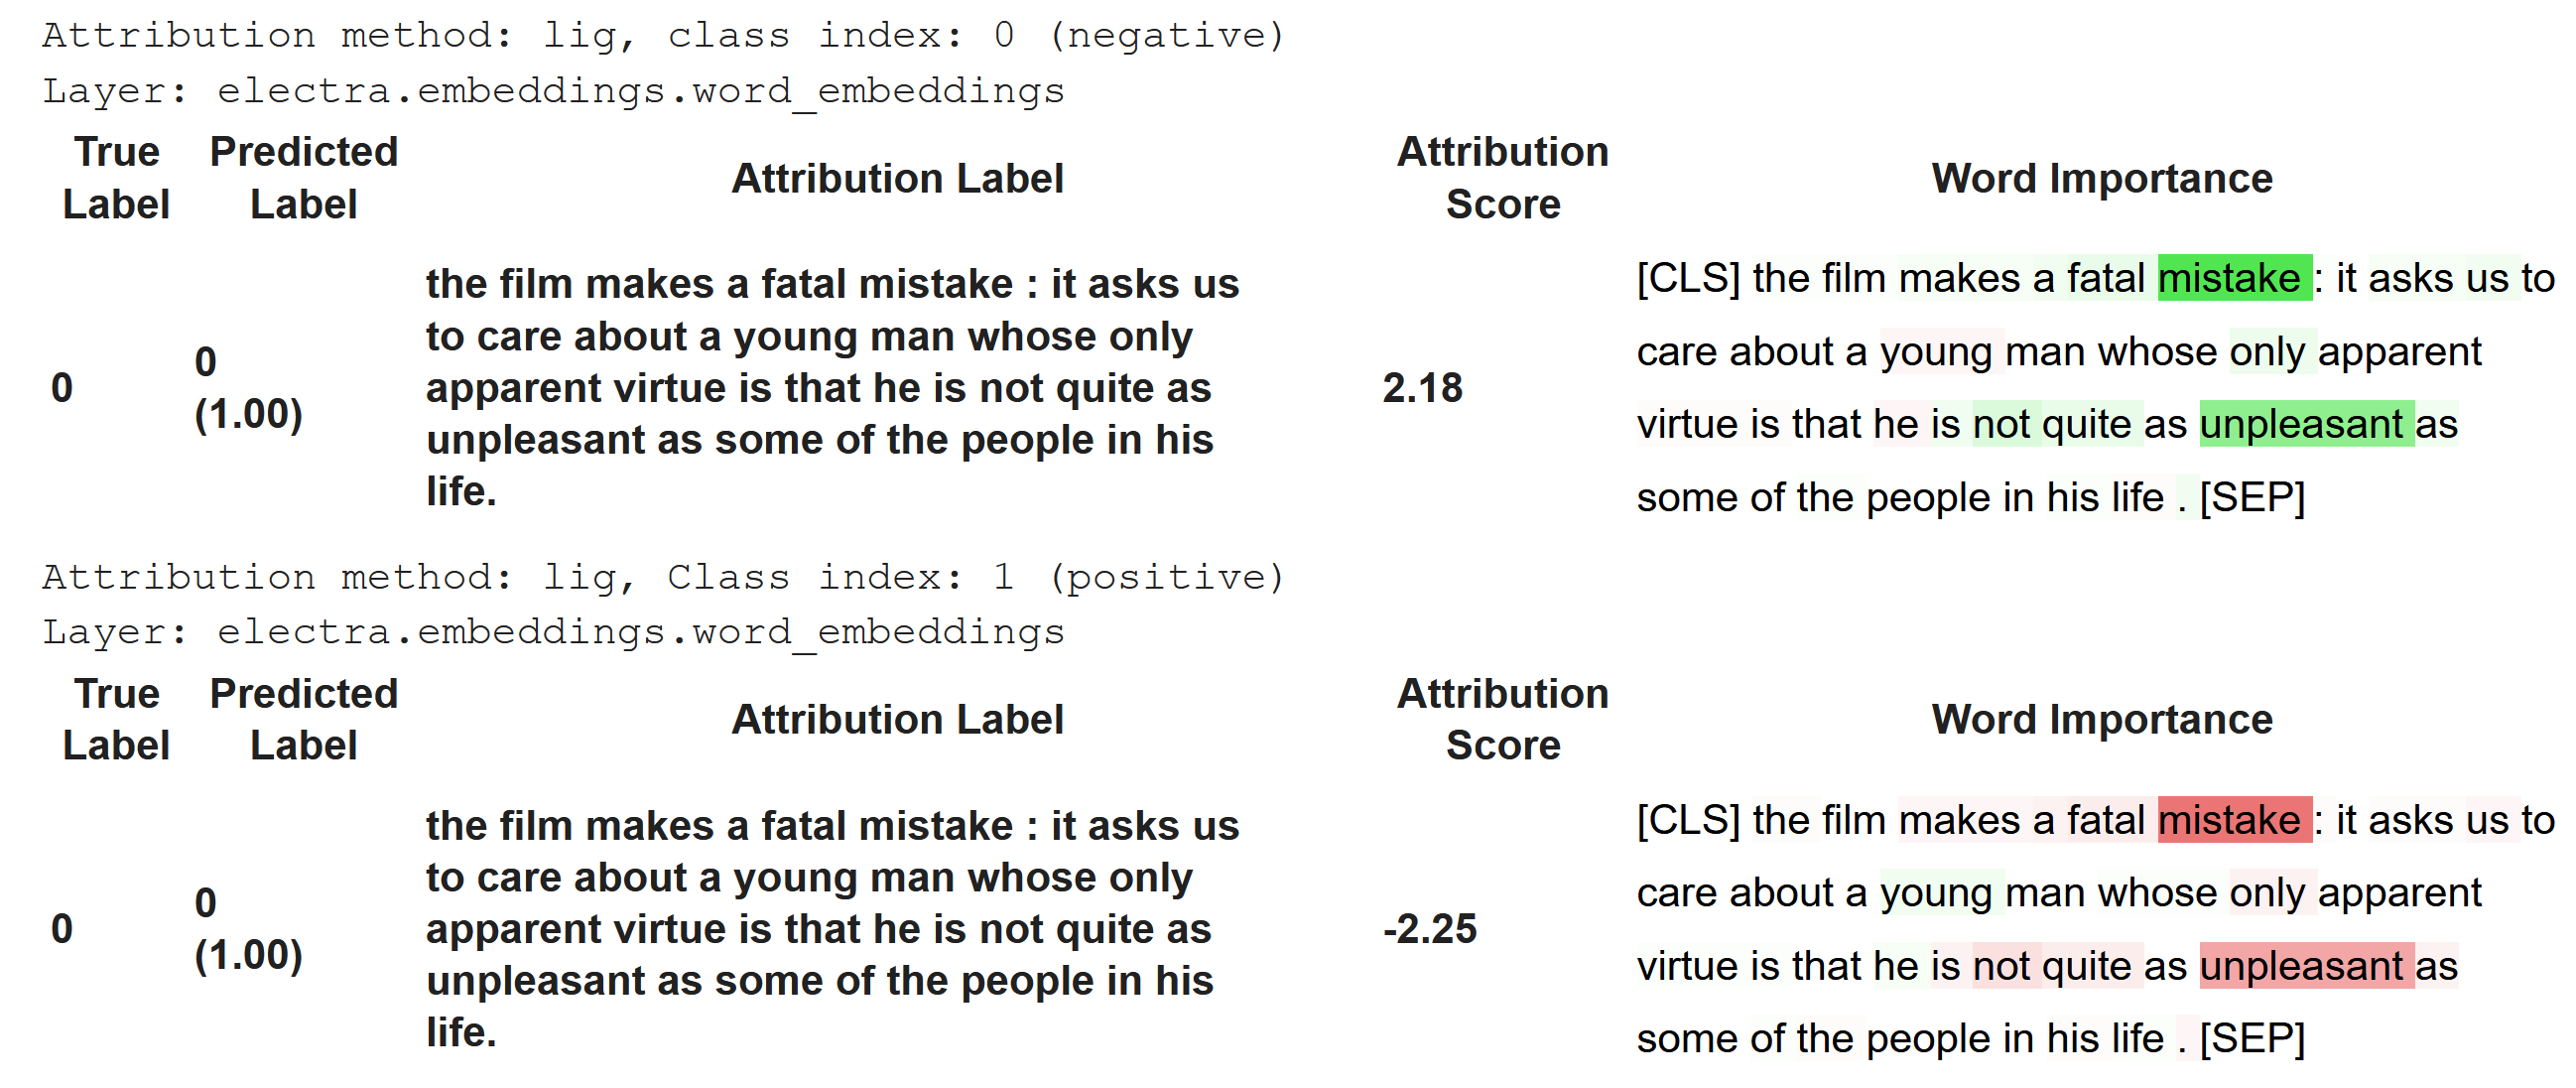 Attribution method: lig, class index: 0 (negative)
Layer: electra.embeddings.word_embeddings
True Label
Predicted Label
Attribution Label
Attribution Score
Word Importance
0
0 (1.00)
the film makes a fatal mistake : it asks us
to care about a young man whose only
apparent virtue is that he is not quite as
unpleasant as some of the people in his
life.
2.18
[CLS] the film makes a fatal mistake : it asks us to
care about a young man whose only apparent
virtue is that he is not quite as unpleasant as
some of the people in his life . [SEP]
Attribution method: lig, Class index: 1 (positive)
Layer: electra.embeddings.word_embeddings
True Label
Predicted Label
Attribution Label
Attribution Score
Word Importance
0
0 (1.00)
the film makes a fatal mistake : it asks us
to care about a young man whose only
apparent virtue is that he is not quite as
unpleasant as some of the people in his
life.
-2.25
[CLS] the film makes a fatal mistake : it asks us to
care about a young man whose only apparent
virtue is that he is not quite as unpleasant as
some of the people in his life . [SEP]